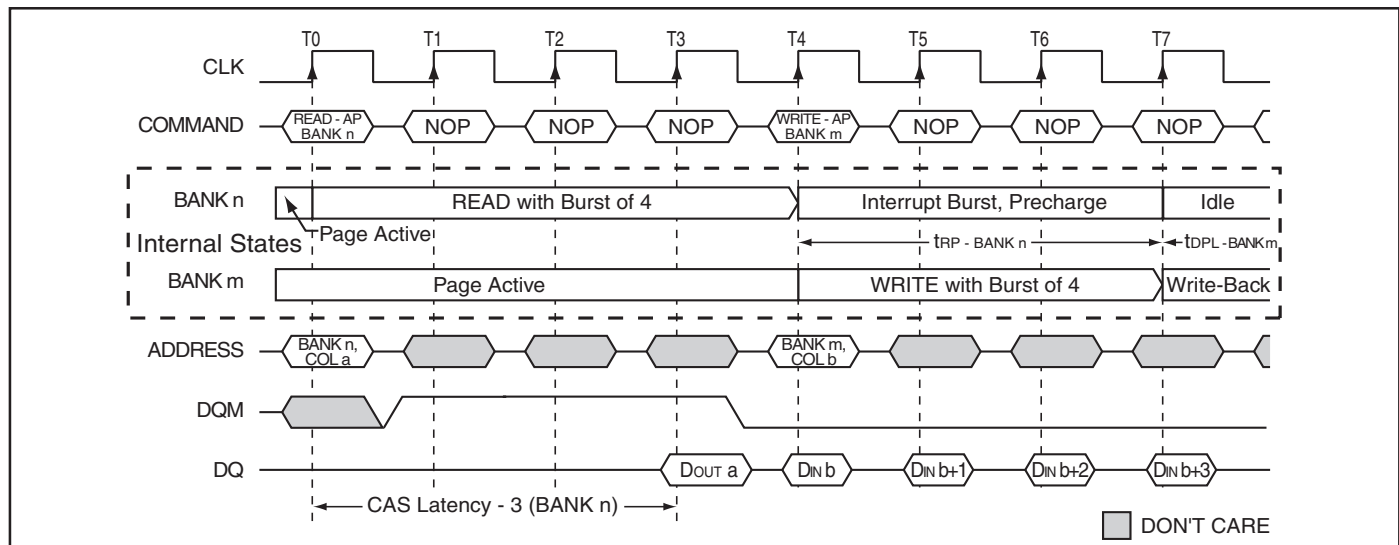 T0 T1 T2 T3 T4 T5 T6 T7
CLK
COMMAND READ - AP BANK n NOP NOP NOP WRITE - AP BANK m NOP NOP NOP
BANK n READ with Burst of 4 Interrupt Burst, Precharge Idle
Internal States Page Active tRP - BANK n tDPL - BANK m
BANK m Page Active WRITE with Burst of 4 Write-Back
ADDRESS BANK n, COL a BANK m, COL b
DQM
DQ DOUT a DIN b DIN b+1 DIN b+2 DIN b+3
CAS Latency - 3 (BANK n)
DON'T CARE